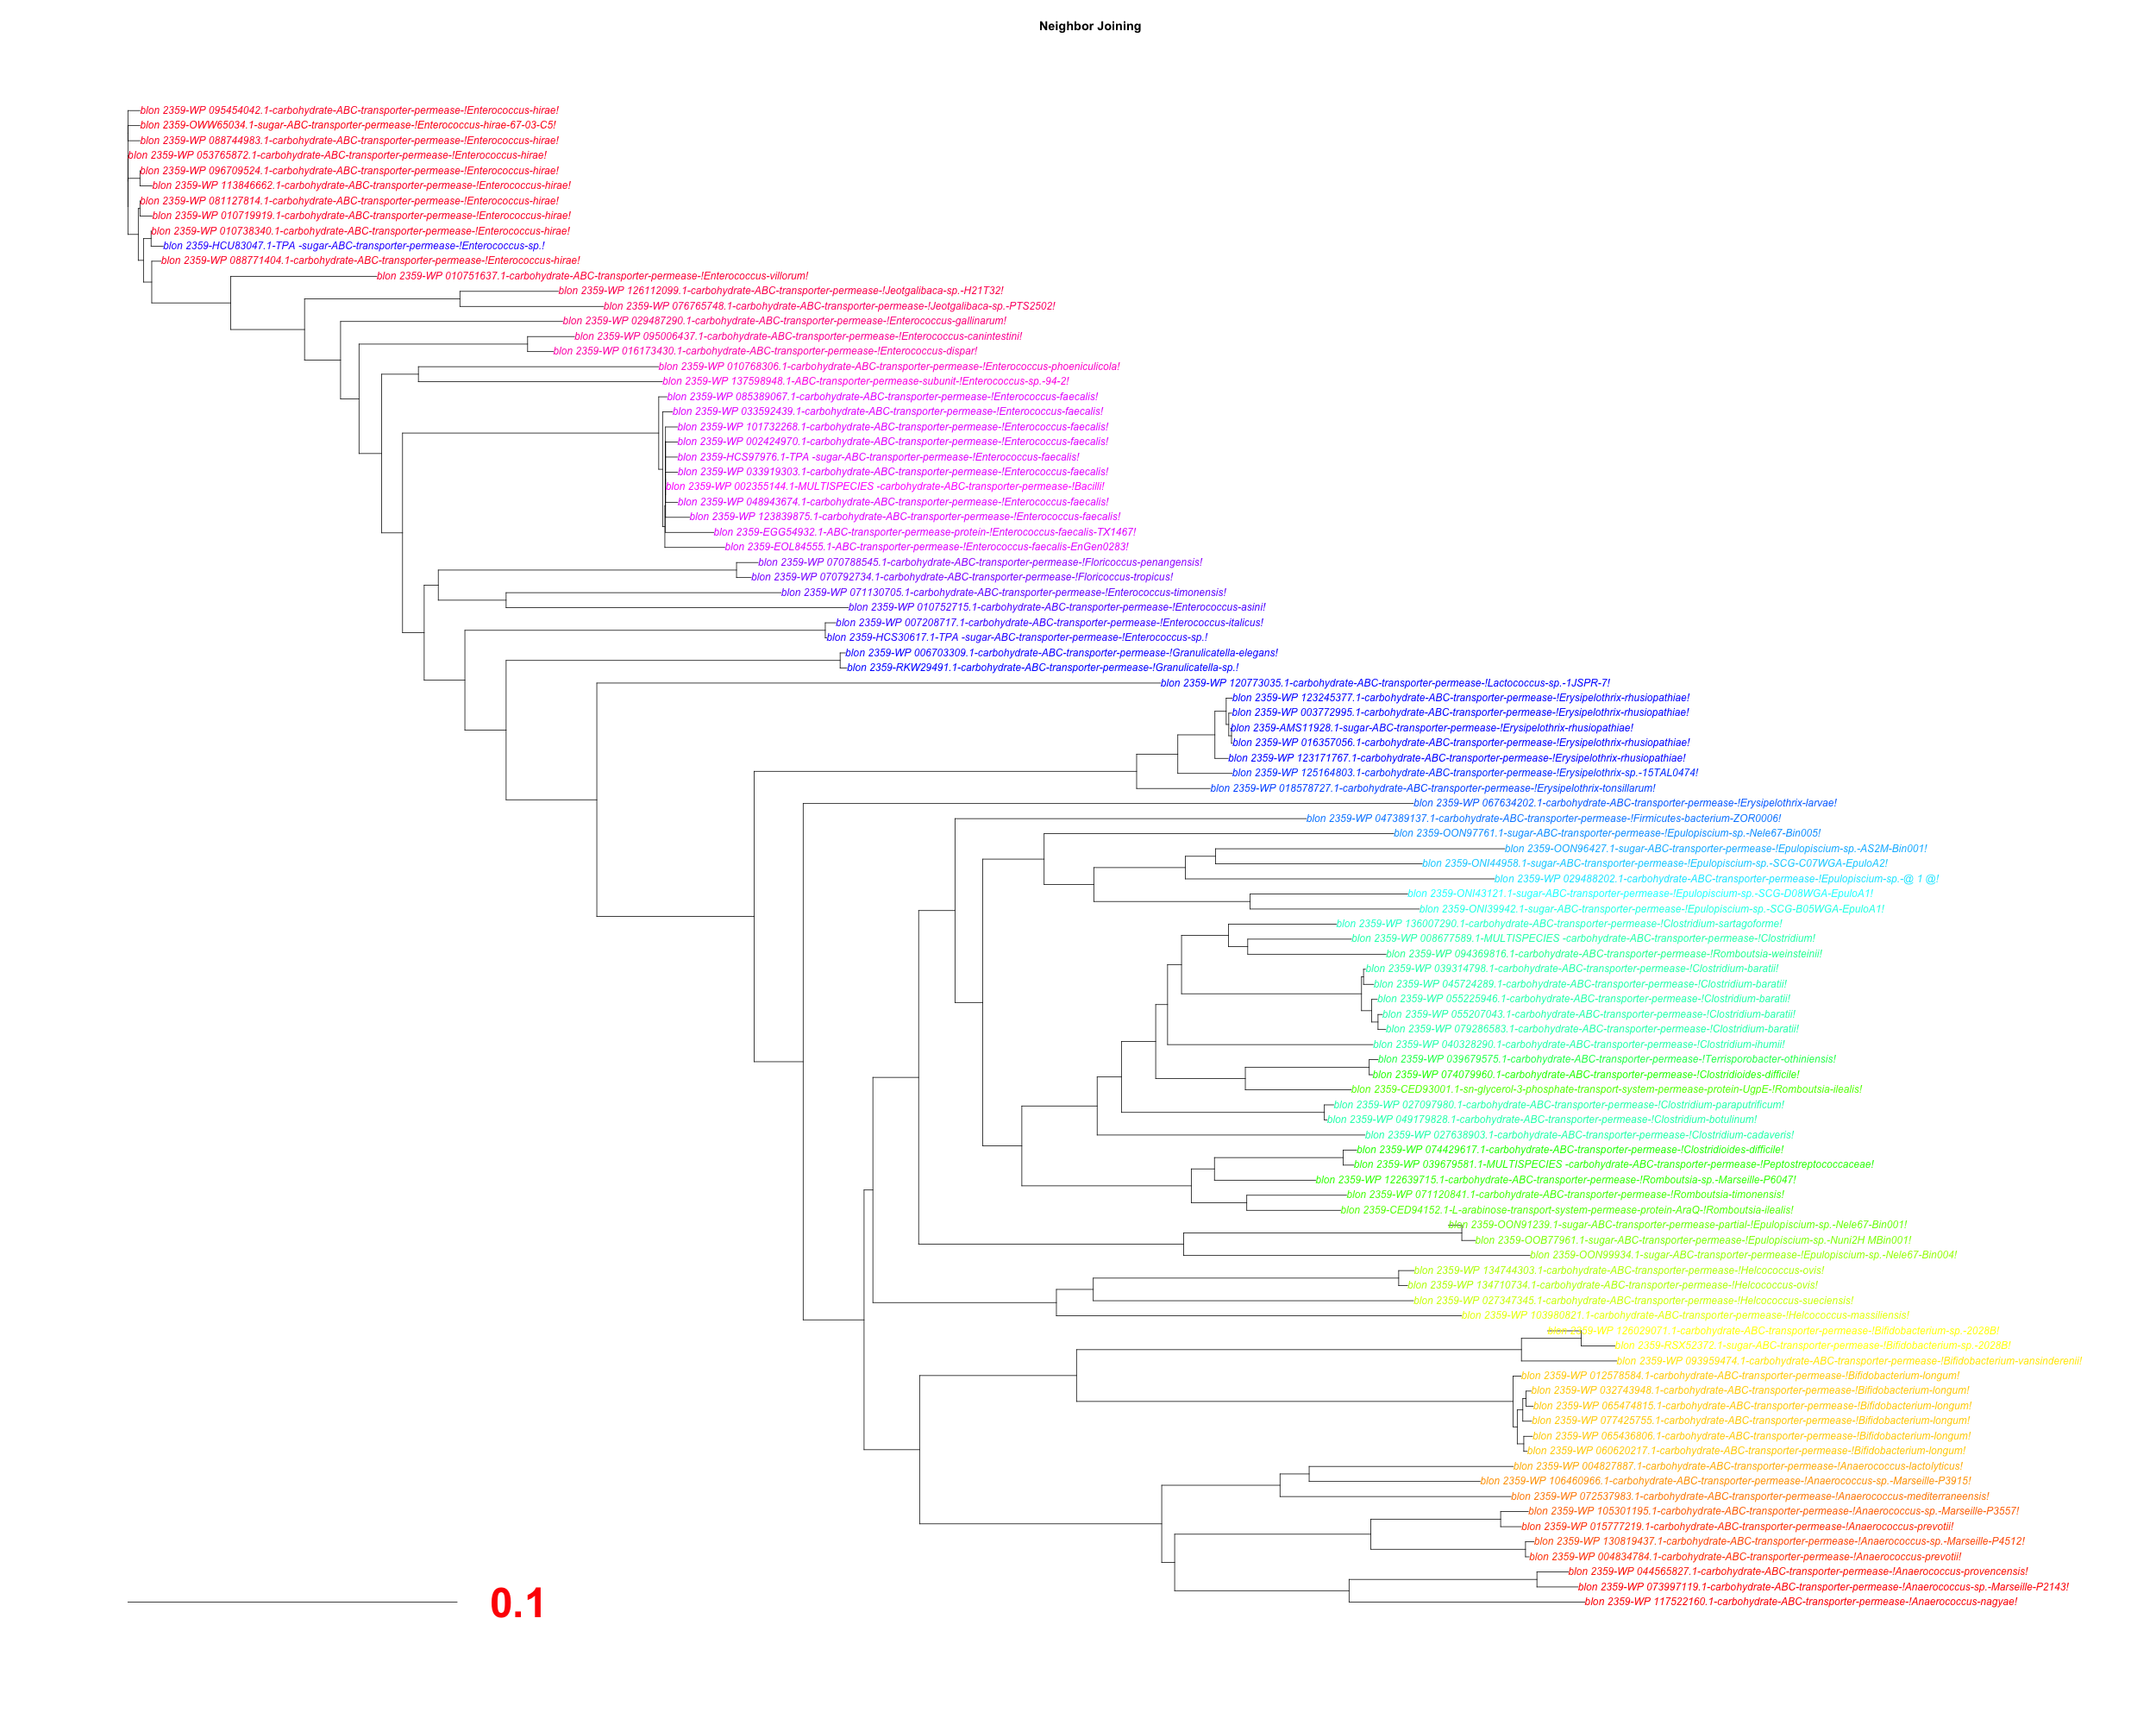 Neighbor Joining
blon 2359-WP 095454042.1-carbohydrate-ABC-transporter-permease-!Enterococcus-hirae!
blon 2359-OWW65034.1-sugar-ABC-transporter-permease-!Enterococcus-hirae-67-03-C5!
blon 2359-WP 088744983.1-carbohydrate-ABC-transporter-permease-!Enterococcus-hirae!
blon 2359-WP 053765872.1-carbohydrate-ABC-transporter-permease-!Enterococcus-hirae!
blon 2359-WP 096709524.1-carbohydrate-ABC-transporter-permease-!Enterococcus-hirae!
blon 2359-WP 113846662.1-carbohydrate-ABC-transporter-permease-!Enterococcus-hirae!
blon 2359-WP 081127814.1-carbohydrate-ABC-transporter-permease-!Enterococcus-hirae!
blon 2359-WP 010719919.1-carbohydrate-ABC-transporter-permease-!Enterococcus-hirae!
blon 2359-WP 010738340.1-carbohydrate-ABC-transporter-permease-!Enterococcus-hirae!
blon 2359-HCU83047.1-TPA -sugar-ABC-transporter-permease-!Enterococcus-sp.!
blon 2359-WP 088771404.1-carbohydrate-ABC-transporter-permease-!Enterococcus-hirae!
blon 2359-WP 010751637.1-carbohydrate-ABC-transporter-permease-!Enterococcus-villorum!
blon 2359-WP 126112099.1-carbohydrate-ABC-transporter-permease-!Jeotgalibaca-sp.-H21T32!
blon 2359-WP 076765748.1-carbohydrate-ABC-transporter-permease-!Jeotgalibaca-sp.-PTS2502!
blon 2359-WP 029487290.1-carbohydrate-ABC-transporter-permease-!Enterococcus-gallinarum!
blon 2359-WP 095006437.1-carbohydrate-ABC-transporter-permease-!Enterococcus-canintestini!
blon 2359-WP 016173430.1-carbohydrate-ABC-transporter-permease-!Enterococcus-dispar!
blon 2359-WP 010768306.1-carbohydrate-ABC-transporter-permease-!Enterococcus-phoeniculicola!
blon 2359-WP 137598948.1-ABC-transporter-permease-subunit-!Enterococcus-sp.-94-2!
blon 2359-WP 085389067.1-carbohydrate-ABC-transporter-permease-!Enterococcus-faecalis!
blon 2359-WP 033592439.1-carbohydrate-ABC-transporter-permease-!Enterococcus-faecalis!
blon 2359-WP 101732268.1-carbohydrate-ABC-transporter-permease-!Enterococcus-faecalis!
blon 2359-WP 002424970.1-carbohydrate-ABC-transporter-permease-!Enterococcus-faecalis!
blon 2359-HCS97976.1-TPA -sugar-ABC-transporter-permease-!Enterococcus-faecalis!
blon 2359-WP 033919303.1-carbohydrate-ABC-transporter-permease-!Enterococcus-faecalis!
blon 2359-WP 002355144.1-MULTISPECIES -carbohydrate-ABC-transporter-permease-!Bacilli!
blon 2359-WP 048943674.1-carbohydrate-ABC-transporter-permease-!Enterococcus-faecalis!
blon 2359-WP 123839875.1-carbohydrate-ABC-transporter-permease-!Enterococcus-faecalis!
blon 2359-EGG54932.1-ABC-transporter-permease-protein-!Enterococcus-faecalis-TX1467!
blon 2359-EOL84555.1-ABC-transporter-permease-!Enterococcus-faecalis-EnGen0283!
blon 2359-WP 070788545.1-carbohydrate-ABC-transporter-permease-!Floricoccus-penangensis!
blon 2359-WP 070792734.1-carbohydrate-ABC-transporter-permease-!Floricoccus-tropicus!
blon 2359-WP 071130705.1-carbohydrate-ABC-transporter-permease-!Enterococcus-timonensis!
blon 2359-WP 010752715.1-carbohydrate-ABC-transporter-permease-!Enterococcus-asini!
blon 2359-WP 007208717.1-carbohydrate-ABC-transporter-permease-!Enterococcus-italicus!
blon 2359-HCS30617.1-TPA -sugar-ABC-transporter-permease-!Enterococcus-sp.!
blon 2359-WP 006703309.1-carbohydrate-ABC-transporter-permease-!Granulicatella-elegans!
blon 2359-RKW29491.1-carbohydrate-ABC-transporter-permease-!Granulicatella-sp.!
blon 2359-WP 120773035.1-carbohydrate-ABC-transporter-permease-!Lactococcus-sp.-1JSPR-7!
blon 2359-WP 123245377.1-carbohydrate-ABC-transporter-permease-!Erysipelothrix-rhusiopathiae!
blon 2359-WP 003772995.1-carbohydrate-ABC-transporter-permease-!Erysipelothrix-rhusiopathiae!
blon 2359-AMS11928.1-sugar-ABC-transporter-permease-!Erysipelothrix-rhusiopathiae!
blon 2359-WP 016357056.1-carbohydrate-ABC-transporter-permease-!Erysipelothrix-rhusiopathiae!
blon 2359-WP 123171767.1-carbohydrate-ABC-transporter-permease-!Erysipelothrix-rhusiopathiae!
blon 2359-WP 125164803.1-carbohydrate-ABC-transporter-permease-!Erysipelothrix-sp.-15TAL0474!
blon 2359-WP 018578727.1-carbohydrate-ABC-transporter-permease-!Erysipelothrix-tonsillarum!
blon 2359-WP 067634202.1-carbohydrate-ABC-transporter-permease-!Erysipelothrix-larvae!
blon 2359-WP 047389137.1-carbohydrate-ABC-transporter-permease-!Firmicutes-bacterium-ZOR0006!
blon 2359-OON97761.1-sugar-ABC-transporter-permease-!Epulopiscium-sp.-Nele67-Bin005!
blon 2359-OON96427.1-sugar-ABC-transporter-permease-!Epulopiscium-sp.-AS2M-Bin001!
blon 2359-ONI44958.1-sugar-ABC-transporter-permease-!Epulopiscium-sp.-SCG-C07WGA-EpuloA2!
blon 2359-WP 029488202.1-carbohydrate-ABC-transporter-permease-!Epulopiscium-sp.-@ 1 @!
blon 2359-ONI43121.1-sugar-ABC-transporter-permease-!Epulopiscium-sp.-SCG-D08WGA-EpuloA1!
blon 2359-ONI39942.1-sugar-ABC-transporter-permease-!Epulopiscium-sp.-SCG-B05WGA-EpuloA1!
blon 2359-WP 136007290.1-carbohydrate-ABC-transporter-permease-!Clostridium-sartagoforme!
blon 2359-WP 008677589.1-MULTISPECIES -carbohydrate-ABC-transporter-permease-!Clostridium!
blon 2359-WP 094369816.1-carbohydrate-ABC-transporter-permease-!Romboutsia-weinsteinii!
blon 2359-WP 039314798.1-carbohydrate-ABC-transporter-permease-!Clostridium-baratii!
blon 2359-WP 045724289.1-carbohydrate-ABC-transporter-permease-!Clostridium-baratii!
blon 2359-WP 055225946.1-carbohydrate-ABC-transporter-permease-!Clostridium-baratii!
blon 2359-WP 055207043.1-carbohydrate-ABC-transporter-permease-!Clostridium-baratii!
blon 2359-WP 079286583.1-carbohydrate-ABC-transporter-permease-!Clostridium-baratii!
blon 2359-WP 040328290.1-carbohydrate-ABC-transporter-permease-!Clostridium-ihumii!
blon 2359-WP 039679575.1-carbohydrate-ABC-transporter-permease-!Terrisporobacter-othiniensis!
blon 2359-WP 074079960.1-carbohydrate-ABC-transporter-permease-!Clostridioides-difficile!
blon 2359-CED93001.1-sn-glycerol-3-phosphate-transport-system-permease-protein-UgpE-!Romboutsia-ilealis!
blon 2359-WP 027097980.1-carbohydrate-ABC-transporter-permease-!Clostridium-paraputrificum!
blon 2359-WP 049179828.1-carbohydrate-ABC-transporter-permease-!Clostridium-botulinum!
blon 2359-WP 027638903.1-carbohydrate-ABC-transporter-permease-!Clostridium-cadaveris!
blon 2359-WP 074429617.1-carbohydrate-ABC-transporter-permease-!Clostridioides-difficile!
blon 2359-WP 039679581.1-MULTISPECIES -carbohydrate-ABC-transporter-permease-!Peptostreptococcaceae!
blon 2359-WP 122639715.1-carbohydrate-ABC-transporter-permease-!Romboutsia-sp.-Marseille-P6047!
blon 2359-WP 071120841.1-carbohydrate-ABC-transporter-permease-!Romboutsia-timonensis!
blon 2359-CED94152.1-L-arabinose-transport-system-permease-protein-AraQ-!Romboutsia-ilealis!
blon 2359-OON91239.1-sugar-ABC-transporter-permease-partial-!Epulopiscium-sp.-Nele67-Bin001!
blon 2359-OOB77961.1-sugar-ABC-transporter-permease-!Epulopiscium-sp.-Nuni2H MBin001!
blon 2359-OON99934.1-sugar-ABC-transporter-permease-!Epulopiscium-sp.-Nele67-Bin004!
blon 2359-WP 134744303.1-carbohydrate-ABC-transporter-permease-!Helcococcus-ovis!
blon 2359-WP 134710734.1-carbohydrate-ABC-transporter-permease-!Helcococcus-ovis!
blon 2359-WP 027347345.1-carbohydrate-ABC-transporter-permease-!Helcococcus-sueciensis!
blon 2359-WP 103980521.1-carbohydrate-ABC-transporter-permease-!Helcococcus-massiliensis!
blon 2359-WP 126029071.1-carbohydrate-ABC-transporter-permease-!Bifidobacterium-sp.-2028B!
blon 2359-RSX52372.1-sugar-ABC-transporter-permease-!Bifidobacterium-sp.-2028B!
blon 2359-WP 093959474.1-carbohydrate-ABC-transporter-permease-!Bifidobacterium-vansinderenii!
blon 2359-WP 012578584.1-carbohydrate-ABC-transporter-permease-!Bifidobacterium-longum!
blon 2359-WP 032743948.1-carbohydrate-ABC-transporter-permease-!Bifidobacterium-longum!
blon 2359-WP 065474815.1-carbohydrate-ABC-transporter-permease-!Bifidobacterium-longum!
blon 2359-WP 077425755.1-carbohydrate-ABC-transporter-permease-!Bifidobacterium-longum!
blon 2359-WP 065436806.1-carbohydrate-ABC-transporter-permease-!Bifidobacterium-longum!
blon 2359-WP 060620217.1-carbohydrate-ABC-transporter-permease-!Bifidobacterium-longum!
blon 2359-WP 004827887.1-carbohydrate-ABC-transporter-permease-!Anaerococcus-lactolyticus!
blon 2359-WP 106460966.1-carbohydrate-ABC-transporter-permease-!Anaerococcus-sp.-Marseille-P3915!
blon 2359-WP 072537983.1-carbohydrate-ABC-transporter-permease-!Anaerococcus-mediterraneensis!
blon 2359-WP 105301195.1-carbohydrate-ABC-transporter-permease-!Anaerococcus-sp.-Marseille-P3557!
blon 2359-WP 015777219.1-carbohydrate-ABC-transporter-permease-!Anaerococcus-prevotii!
blon 2359-WP 130819437.1-carbohydrate-ABC-transporter-permease-!Anaerococcus-sp.-Marseille-P4512!
blon 2359-WP 004834784.1-carbohydrate-ABC-transporter-permease-!Anaerococcus-prevotii!
blon 2359-WP 044565827.1-carbohydrate-ABC-transporter-permease-!Anaerococcus-provencensis!
blon 2359-WP 073997119.1-carbohydrate-ABC-transporter-permease-!Anaerococcus-sp.-Marseille-P2143!
blon 2359-WP 117522160.1-carbohydrate-ABC-transporter-permease-!Anaerococcus-nagyae!
0.1